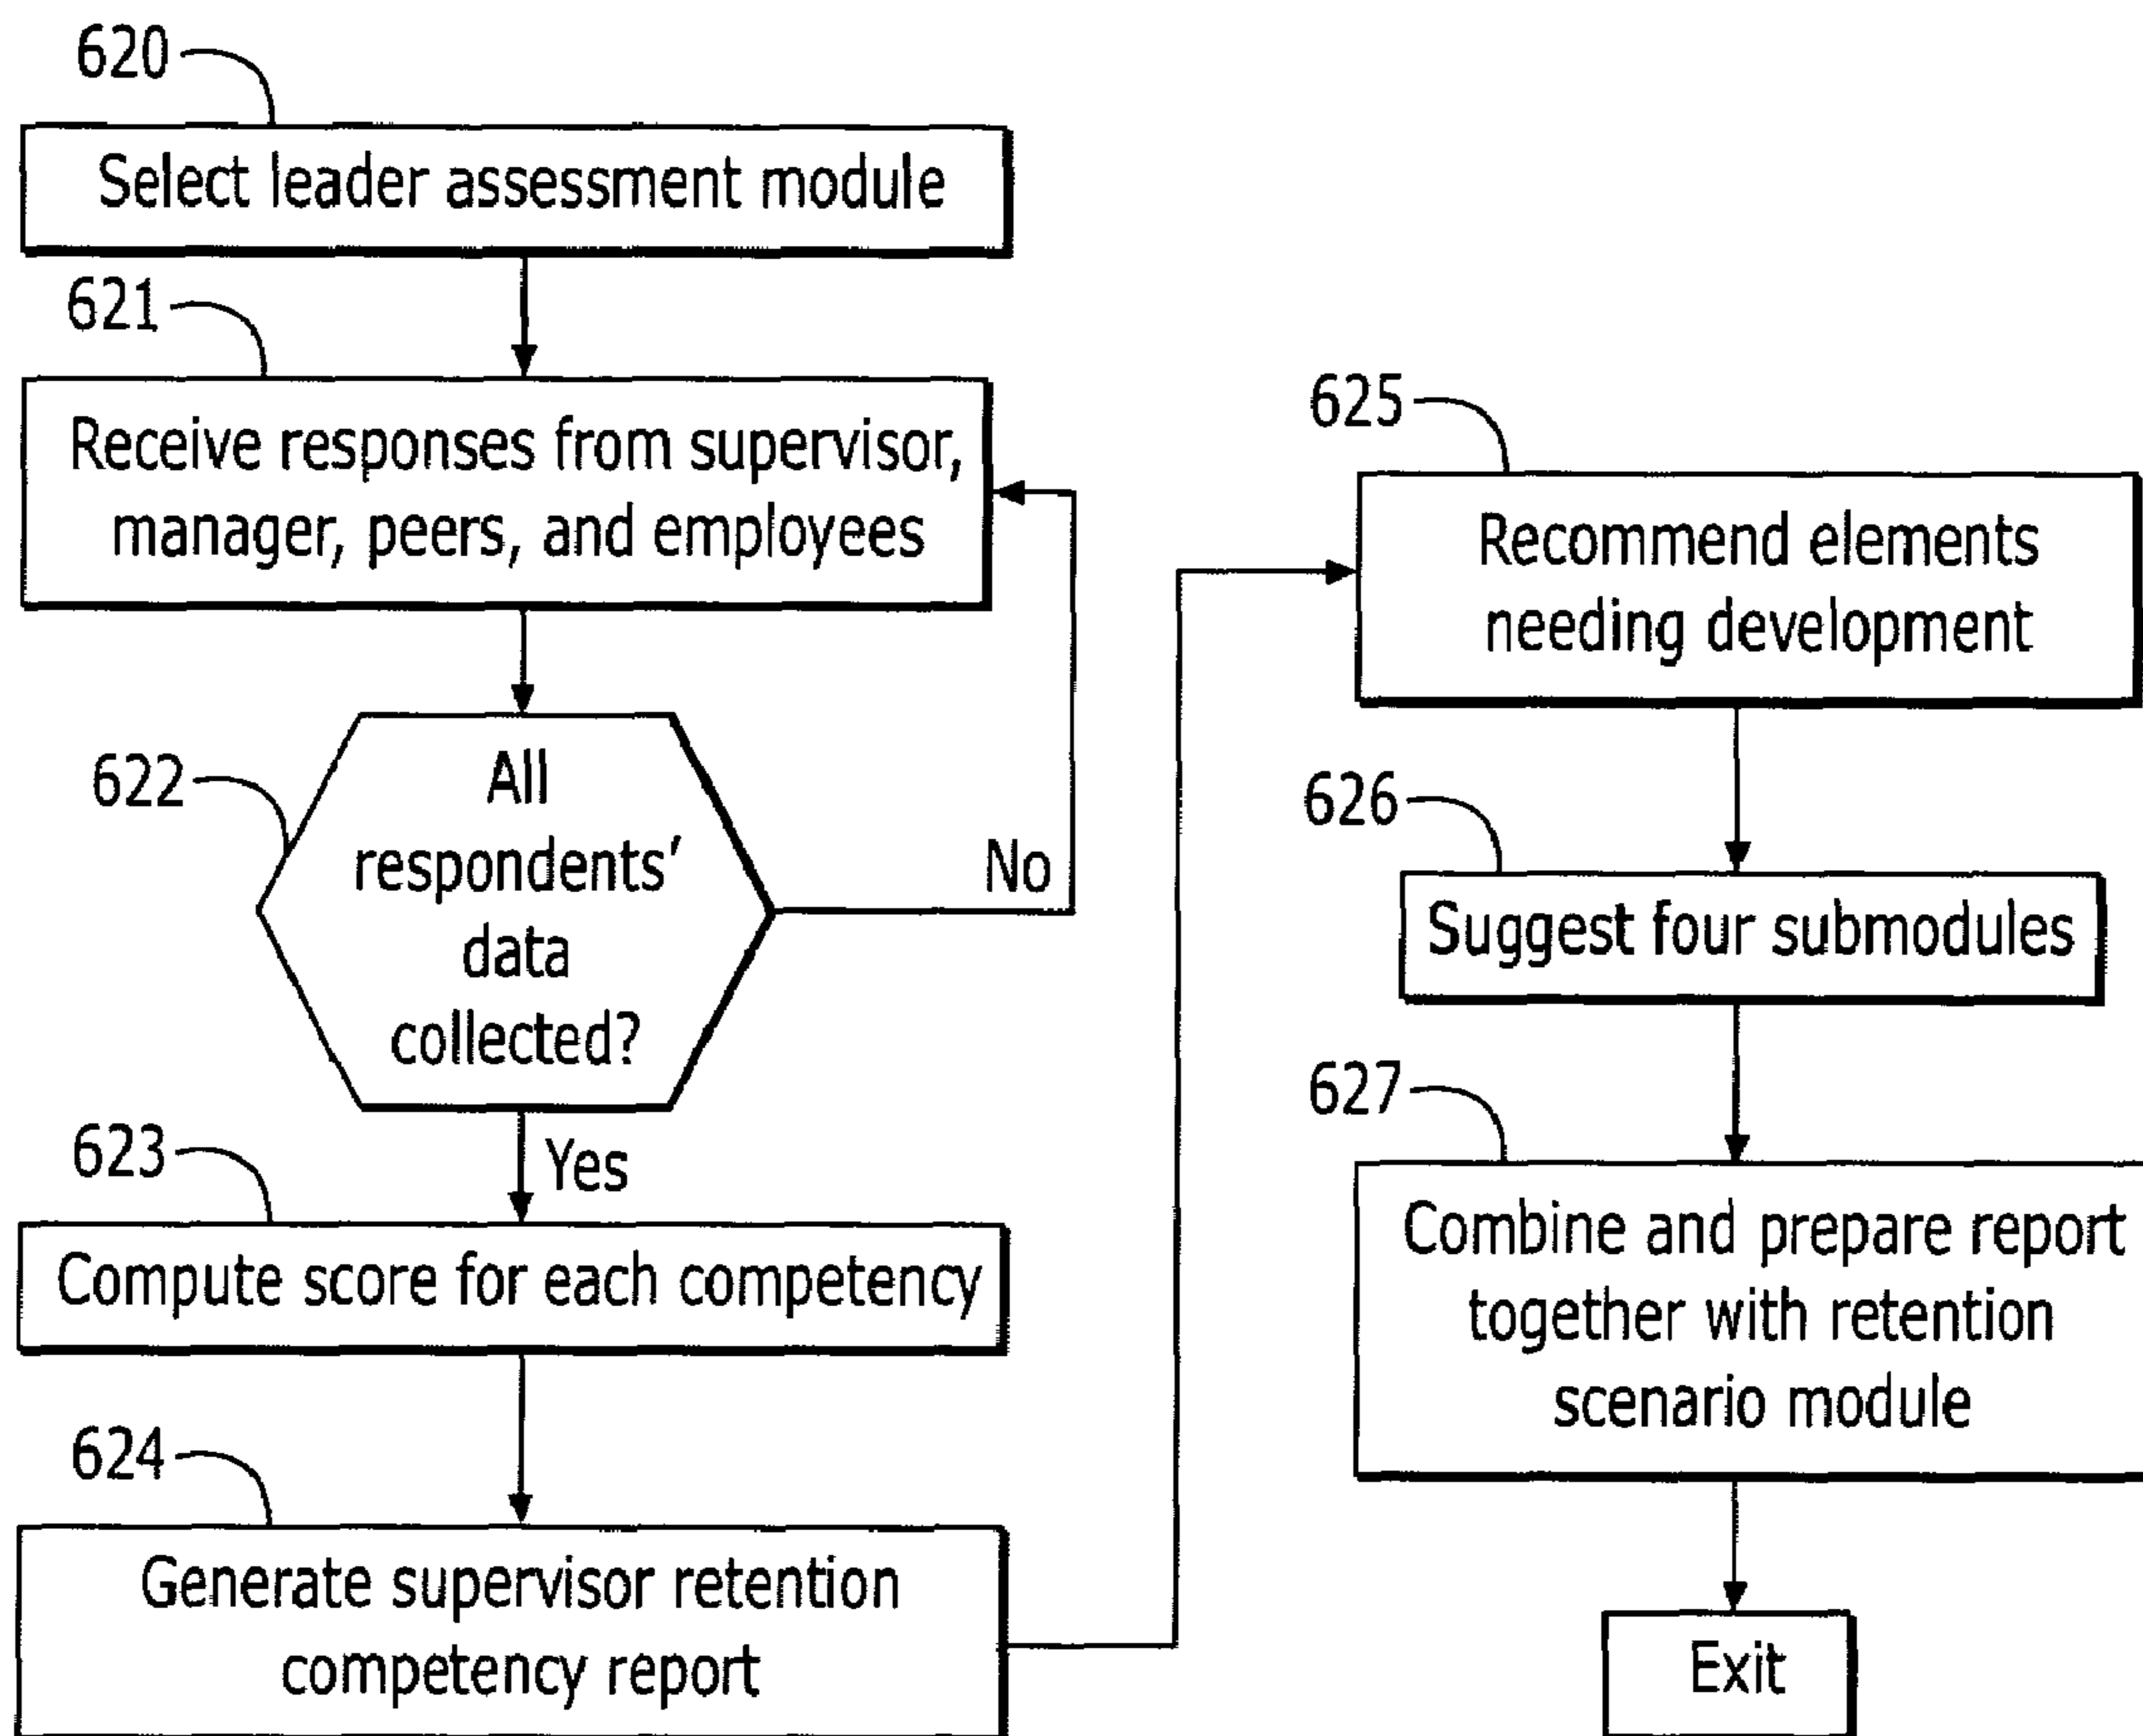 620
Select leader assessment module
621
Receive responses from supervisor,
manager, peers, and employees
622
All
respondents’
data
collected?
No
Yes
623
Compute score for each competency
624
Generate supervisor retention
competency report
625
Recommend elements
needing development
626
Suggest four submodules
627
Combine and prepare report
together with retention
scenario module
Exit